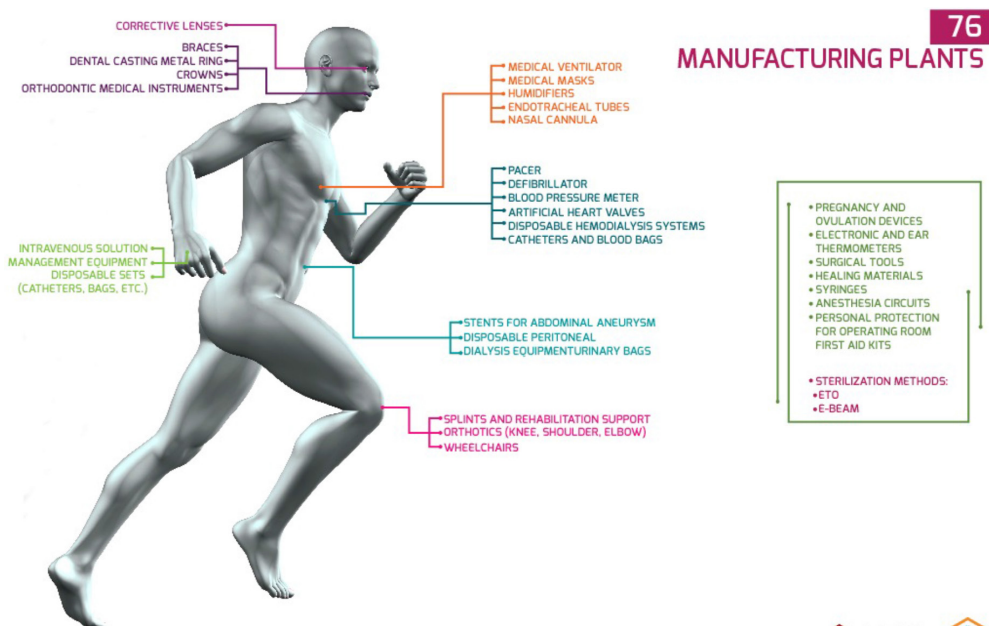 76
MANUFACTURING PLANTS
CORRECTIVE LENSES
BRACES
DENTAL CASTING METAL RING
CROWNS
ORTHODONTIC MEDICAL INSTRUMENTS
MEDICAL VENTILATOR
MEDICAL MASKS
HUMIDIFIERS
ENDOTRACHEAL TUBES
NASAL CANNULA
PACER
DEFIBRILLATOR
BLOOD PRESSURE METER
ARTIFICIAL HEART VALVES
DISPOSABLE HEMODIALYSIS SYSTEMS
CATHETERS AND BLOOD BAGS
INTRAVENOUS SOLUTION
MANAGEMENT EQUIPMENT
DISPOSABLE SETS
(CATHETERS, BAGS, ETC.)
STENTS FOR ABDOMINAL ANEURYSM
DISPOSABLE PERITONEAL
DIALYSIS EQUIPMENTURINARY BAGS
SPLINTS AND REHABILITATION SUPPORT
ORTHOTICS (KNEE, SHOULDER, ELBOW)
WHEELCHAIRS
• PREGNANCY AND
OVULATION DEVICES
• ELECTRONIC AND EAR
THERMOMETERS
• SURGICAL TOOLS
• HEALING MATERIALS
• SYRINGES
• ANESTHESIA CIRCUITS
• PERSONAL PROTECTION
FOR OPERATING ROOM
FIRST AID KITS
• STERILIZATION METHODS:
• ETO
• E-BEAM